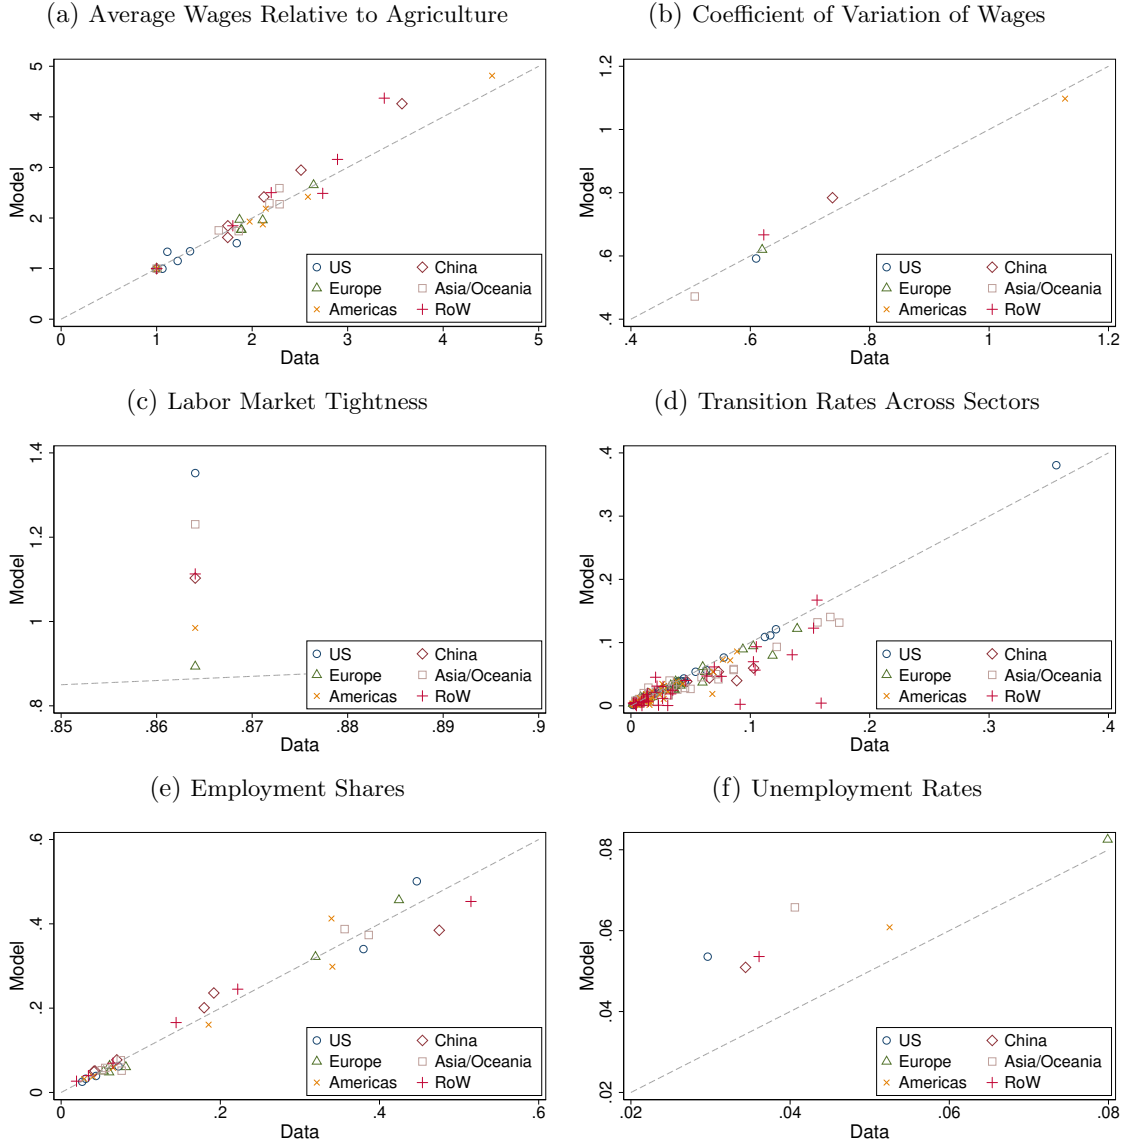 (a) Average Wages Relative to Agriculture
5
4
3
2
1
0
Model
0 1 2 3 4 5
Data
US China
Europe Asia/Oceania
Americas RoW
(b) Coefficient of Variation of Wages
1.2
1
.8
.6
.4
Model
.4 .6 .8 1 1.2
Data
US China
Europe Asia/Oceania
Americas RoW
(c) Labor Market Tightness
1.4
1.2
1
.8
Model
.85 .86 .87 .88 .89 .9
Data
US China
Europe Asia/Oceania
Americas RoW
(d) Transition Rates Across Sectors
.4
.3
.2
.1
0
Model
0 .1 .2 .3 .4
Data
US China
Europe Asia/Oceania
Americas RoW
(e) Employment Shares
.6
.4
.2
0
Model
0 .2 .4 .6
Data
US China
Europe Asia/Oceania
Americas RoW
(f) Unemployment Rates
.08
.06
.04
.02
Model
.02 .04 .06 .08
Data
US China
Europe Asia/Oceania
Americas RoW